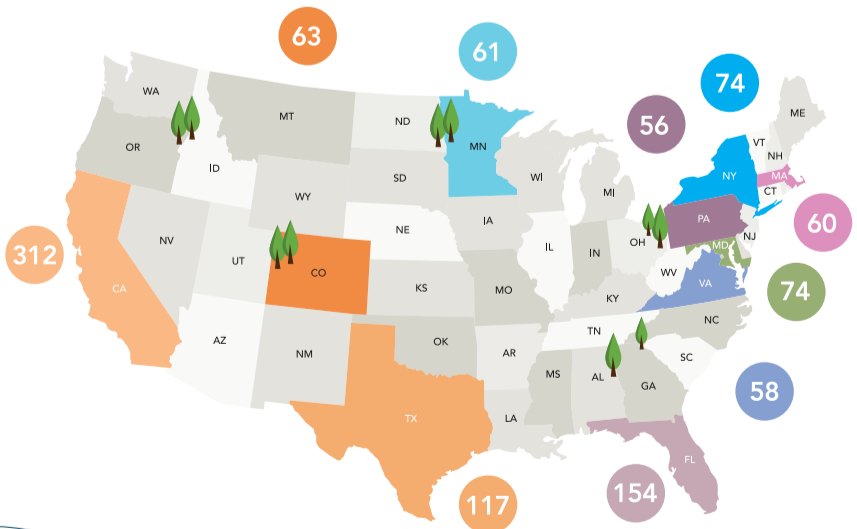 63
61
74
56
WA
MT
ND
MN
ME
VT
NH
OR
ID
SD
WI
MI
NY
MA
CT
60
WY
IA
PA
NE
IL
IN
OH
NJ
MD
312
NV
UT
CO
WV
VA
74
CA
KS
MO
KY
NC
AZ
NM
OK
TN
AR
SC
MS
AL
GA
58
TX
LA
FL
154
117